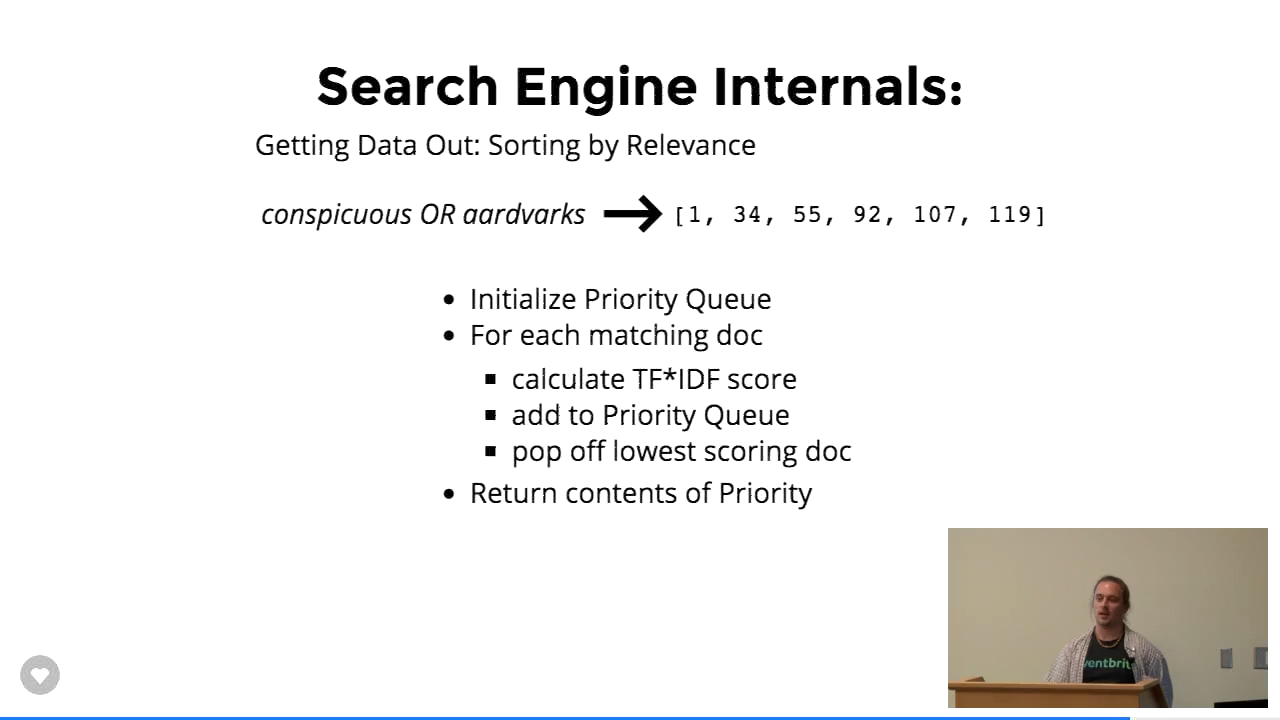 Search Engine Internals:
Getting Data Out: Sorting by Relevance
conspicuous OR aardvarks → [1, 34, 55, 92, 107, 119]
• Initialize Priority Queue
• For each matching doc
▪ calculate TF*IDF score
▪ add to Priority Queue
▪ pop off lowest scoring doc
• Return contents of Priority
ventbrit